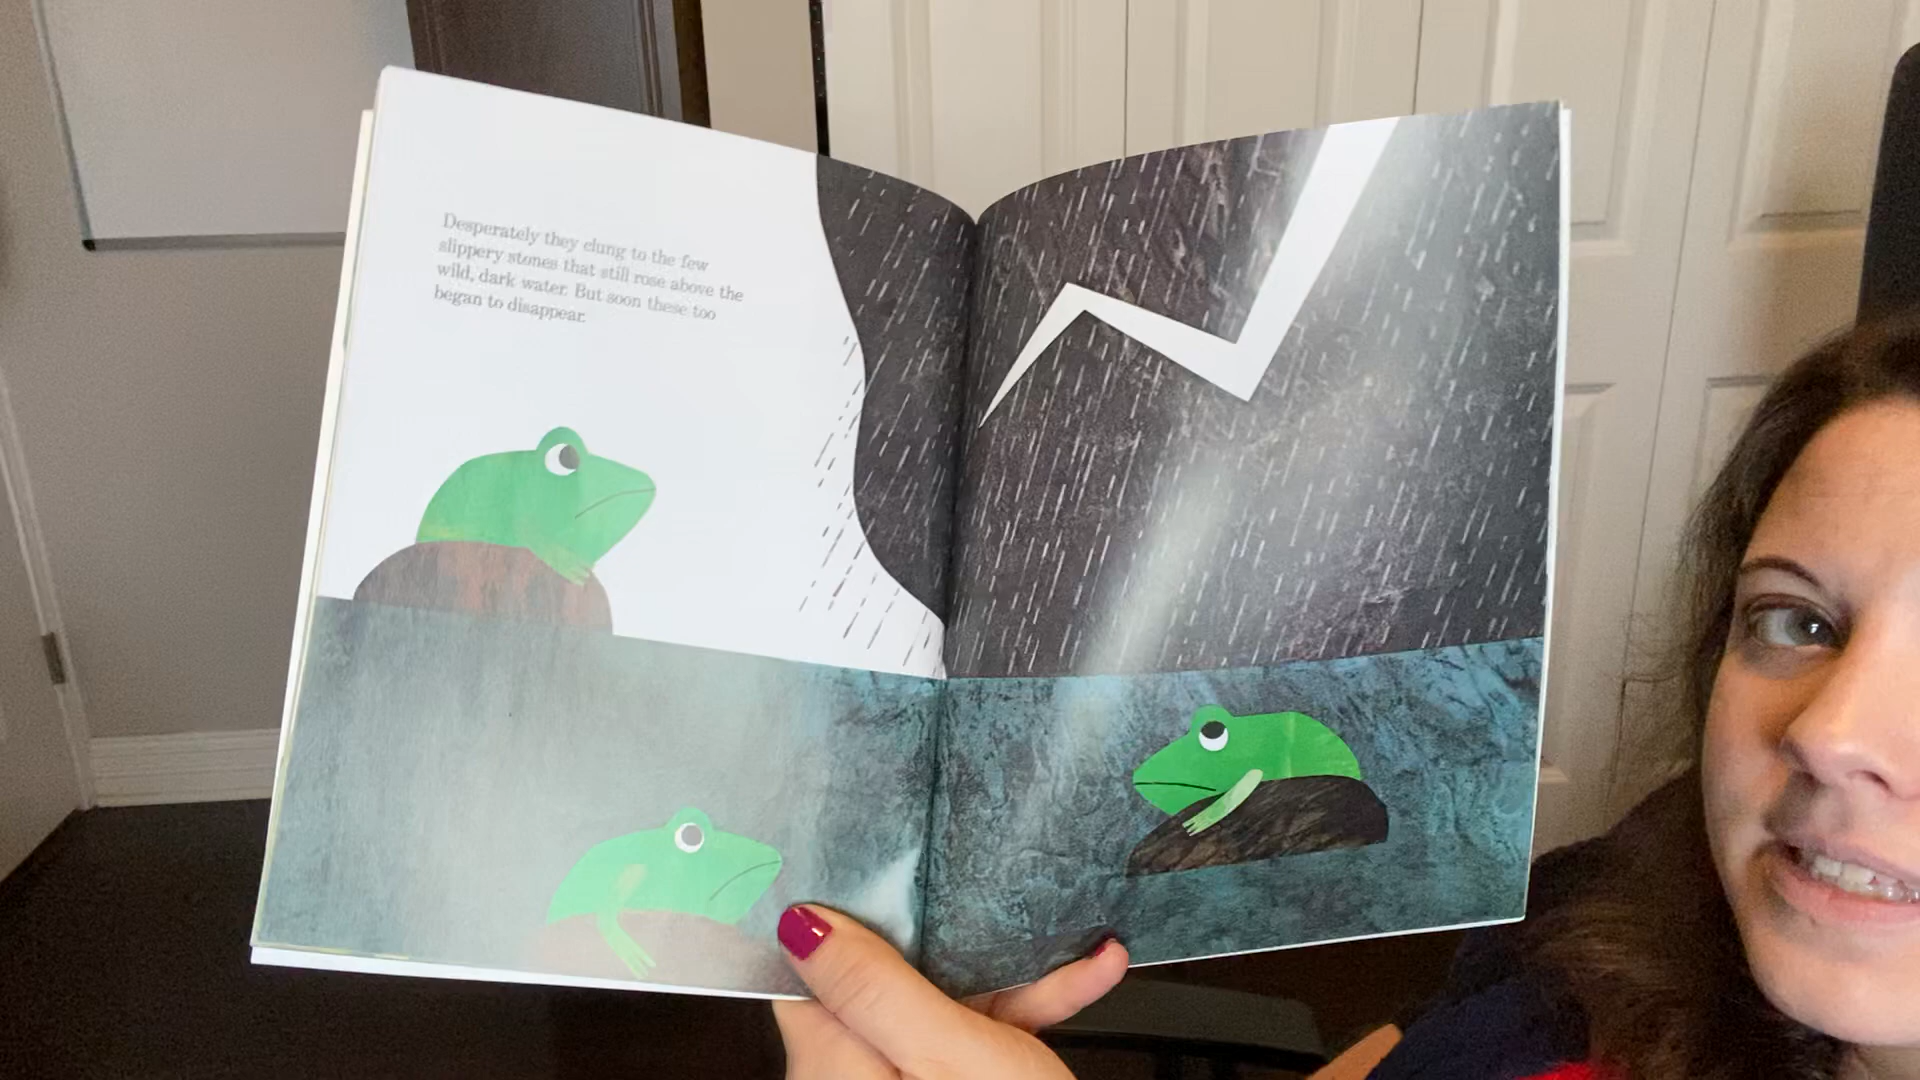 Desperately they clung to the few
slippery stones that still rose above the
wild, dark water. But soon these too
began to disappear.